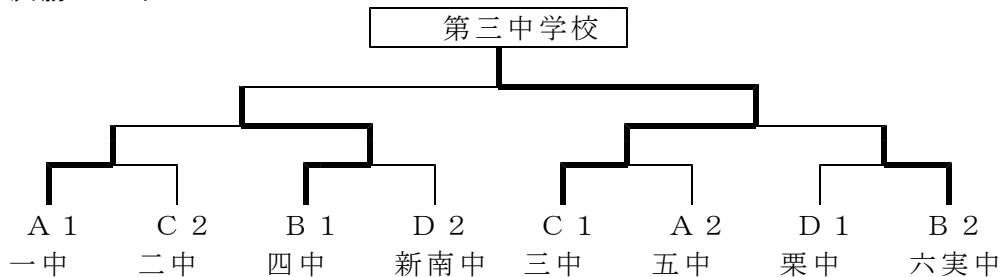 第三中学校
A1 C2 B1 D2 C1 A2 D1 B2
一中 二中 四中 新南中 三中 五中 栗中 六実中